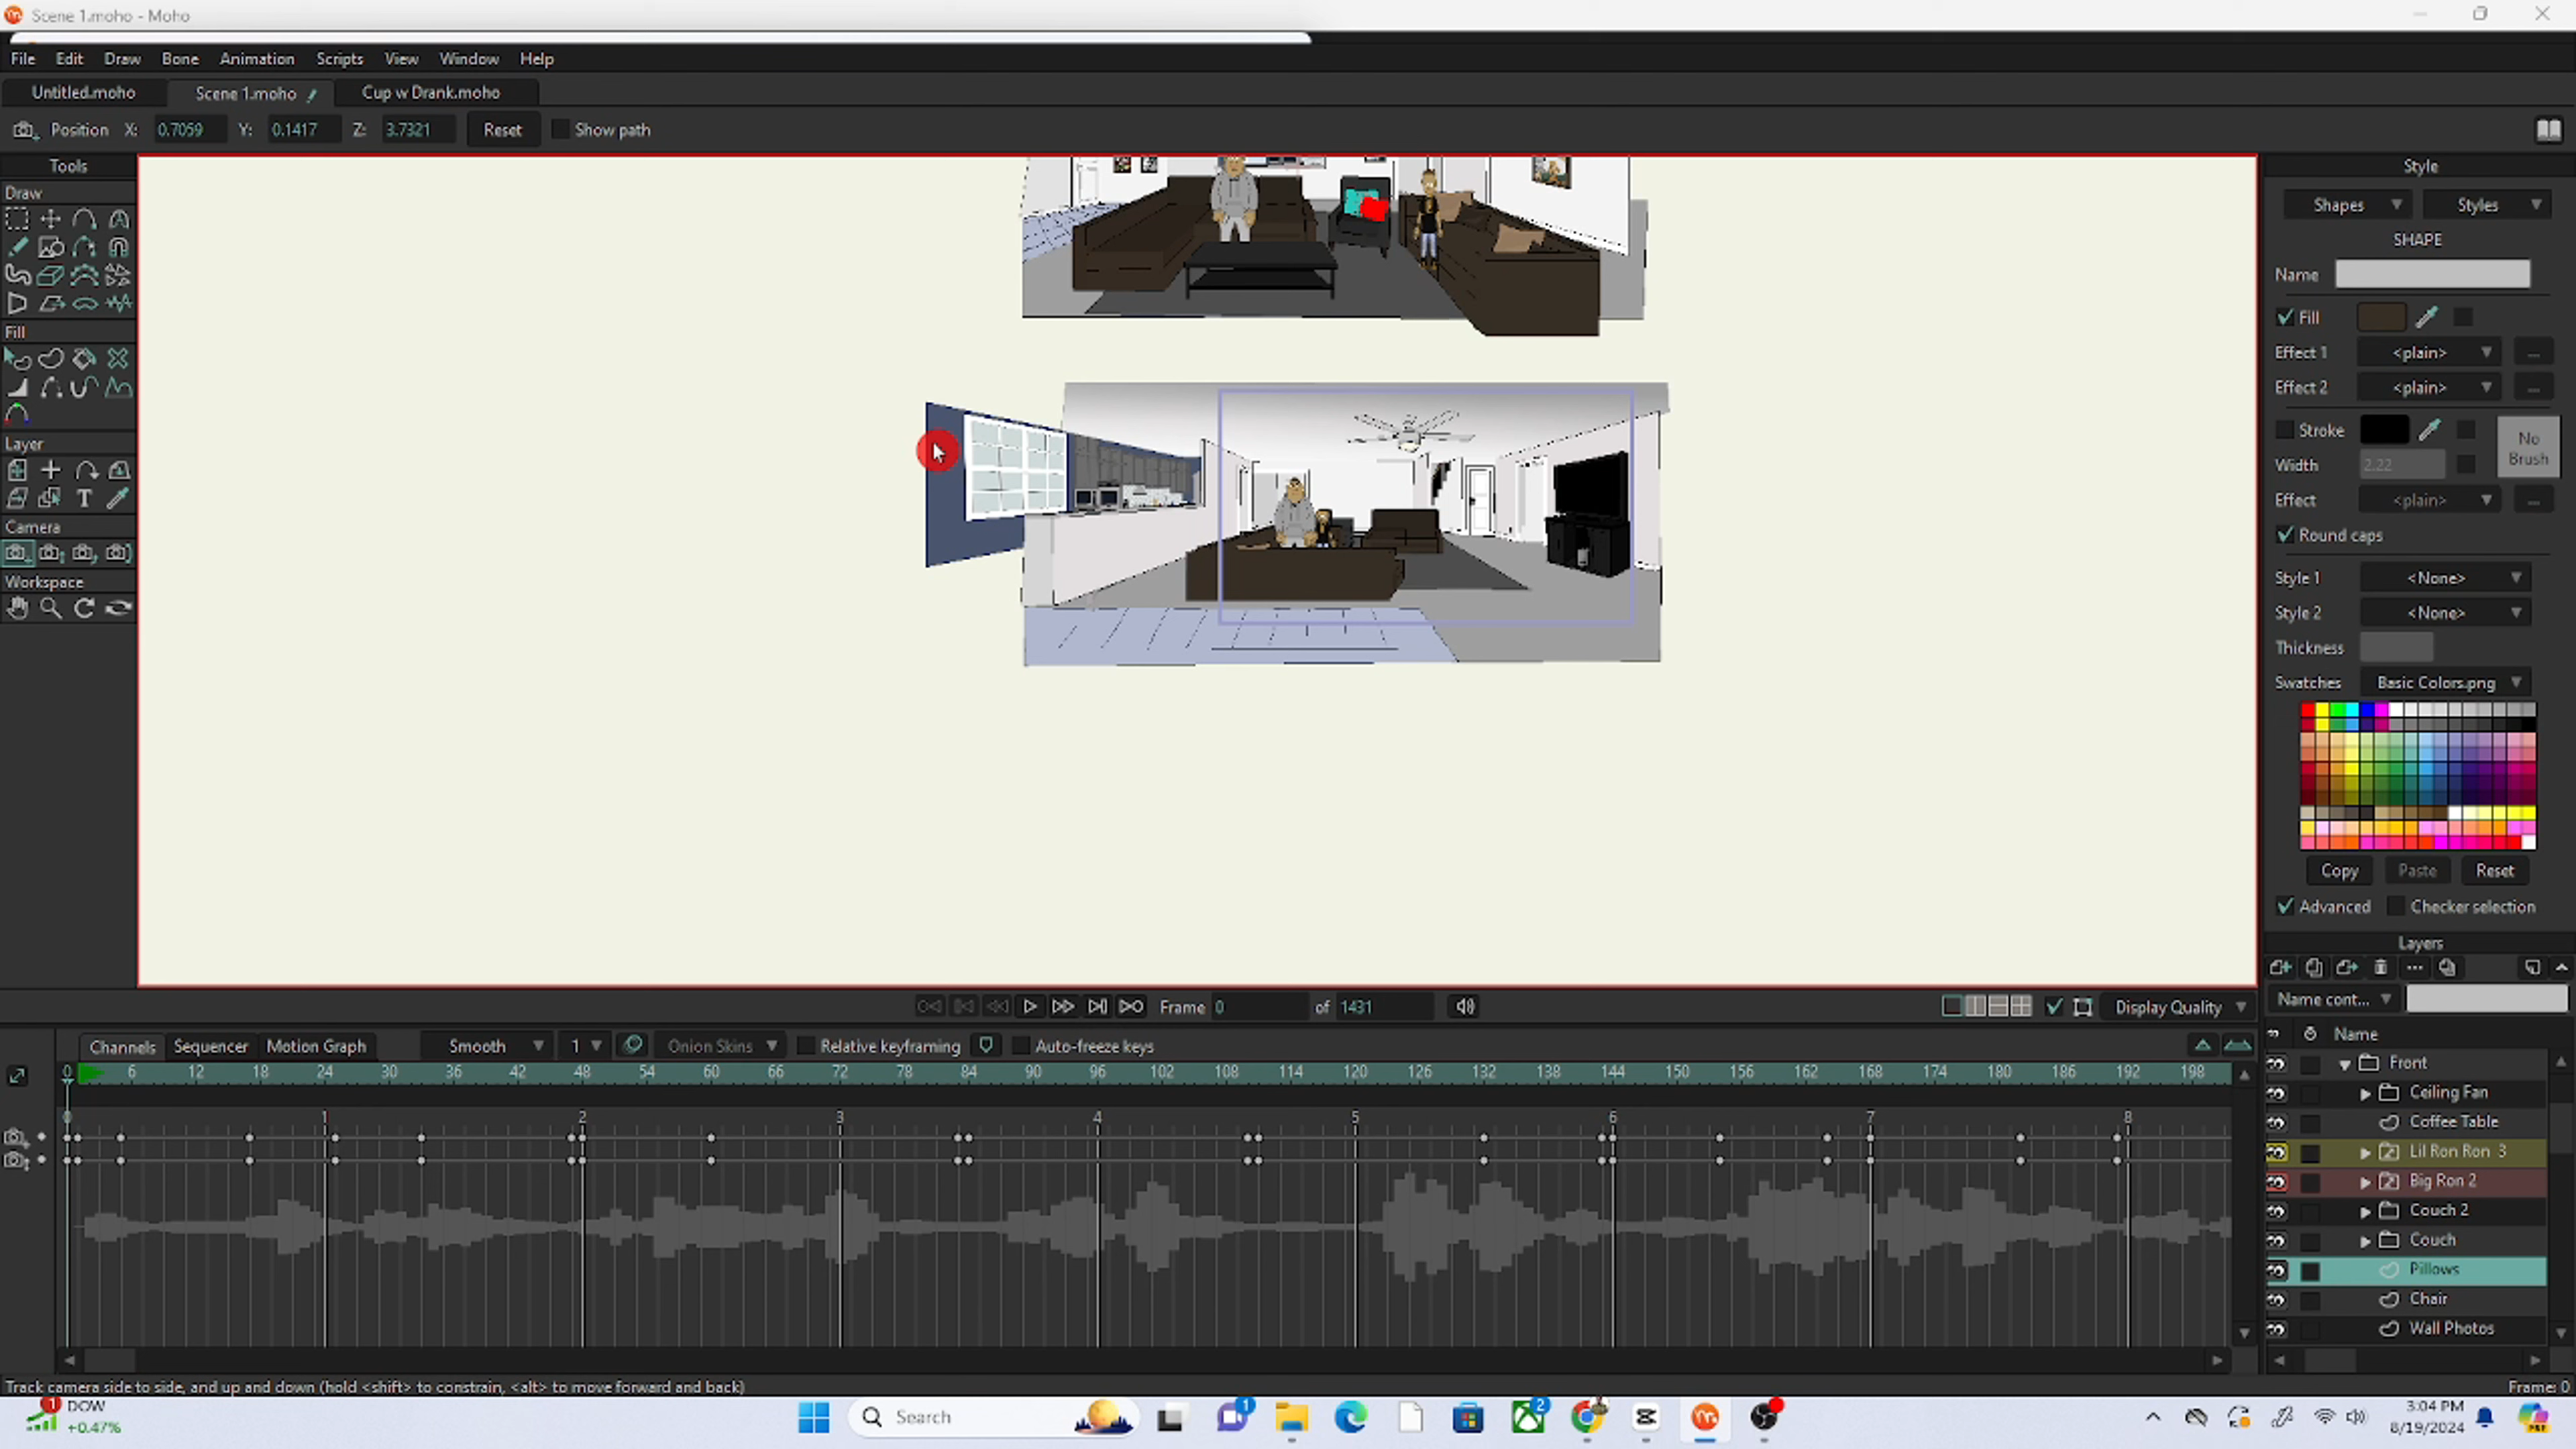 Scene 1.moho - Moho
File Edit Draw Bone Animation Scripts View Window Help
Untitled.moho Scene 1.moho Cup w Drank.moho
Position X: 0.7059 Y: 0.1417 Z: 3.7321 Reset Show path
Tools
Draw
Fill
Layer
Camera
Workspace
Style
Shapes Styles
SHAPE
Name
Fill
Effect 1 <plain> ...
Effect 2 <plain> ...
Stroke No Brush
Width 2.22
Effect <plain> ...
Round caps
Style 1 <None>
Style 2 <None>
Thickness
Swatches Basic Colors.png
Copy Paste Reset
Advanced Checker selection
Layers
Name cont...
Name
Front
Ceiling Fan
Coffee Table
Lil Ron Ron 3
Big Ron 2
Couch 2
Couch
Pillows
Chair
Wall Photos
Frame 0 of 1431 Display Quality
Channels Sequencer Motion Graph Smooth 1 Onion Skins Relative keyframing Auto-freeze keys
0 6 12 18 24 30 36 42 48 54 60 66 72 78 84 90 96 102 108 114 120 126 132 138 144 150 156 162 168 174 180 186 192 198
0 1 2 3 4 5 6 7 8
Track camera side to side, and up and down (hold <shift> to constrain, <alt> to move forward and back) Frame: 0
1 DOW
+0.47%
Search
1
2
3:04 PM
8/19/2024